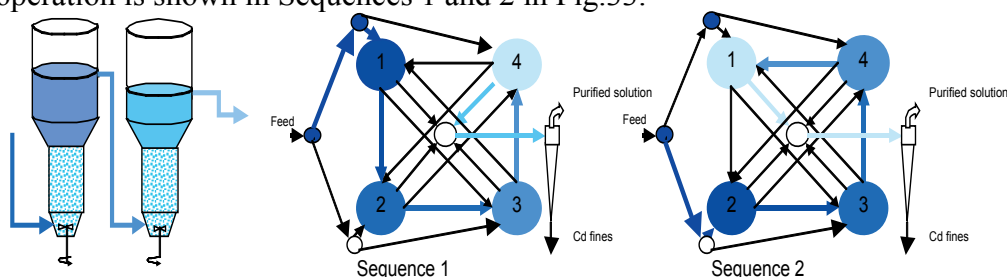 operation is shown in Sequences 1 and 2 in Fig.33.
1
4
Purified solution
Feed
2
3
Cd fines
Sequence 1
1
4
Purified solution
Feed
2
3
Cd fines
Sequence 2